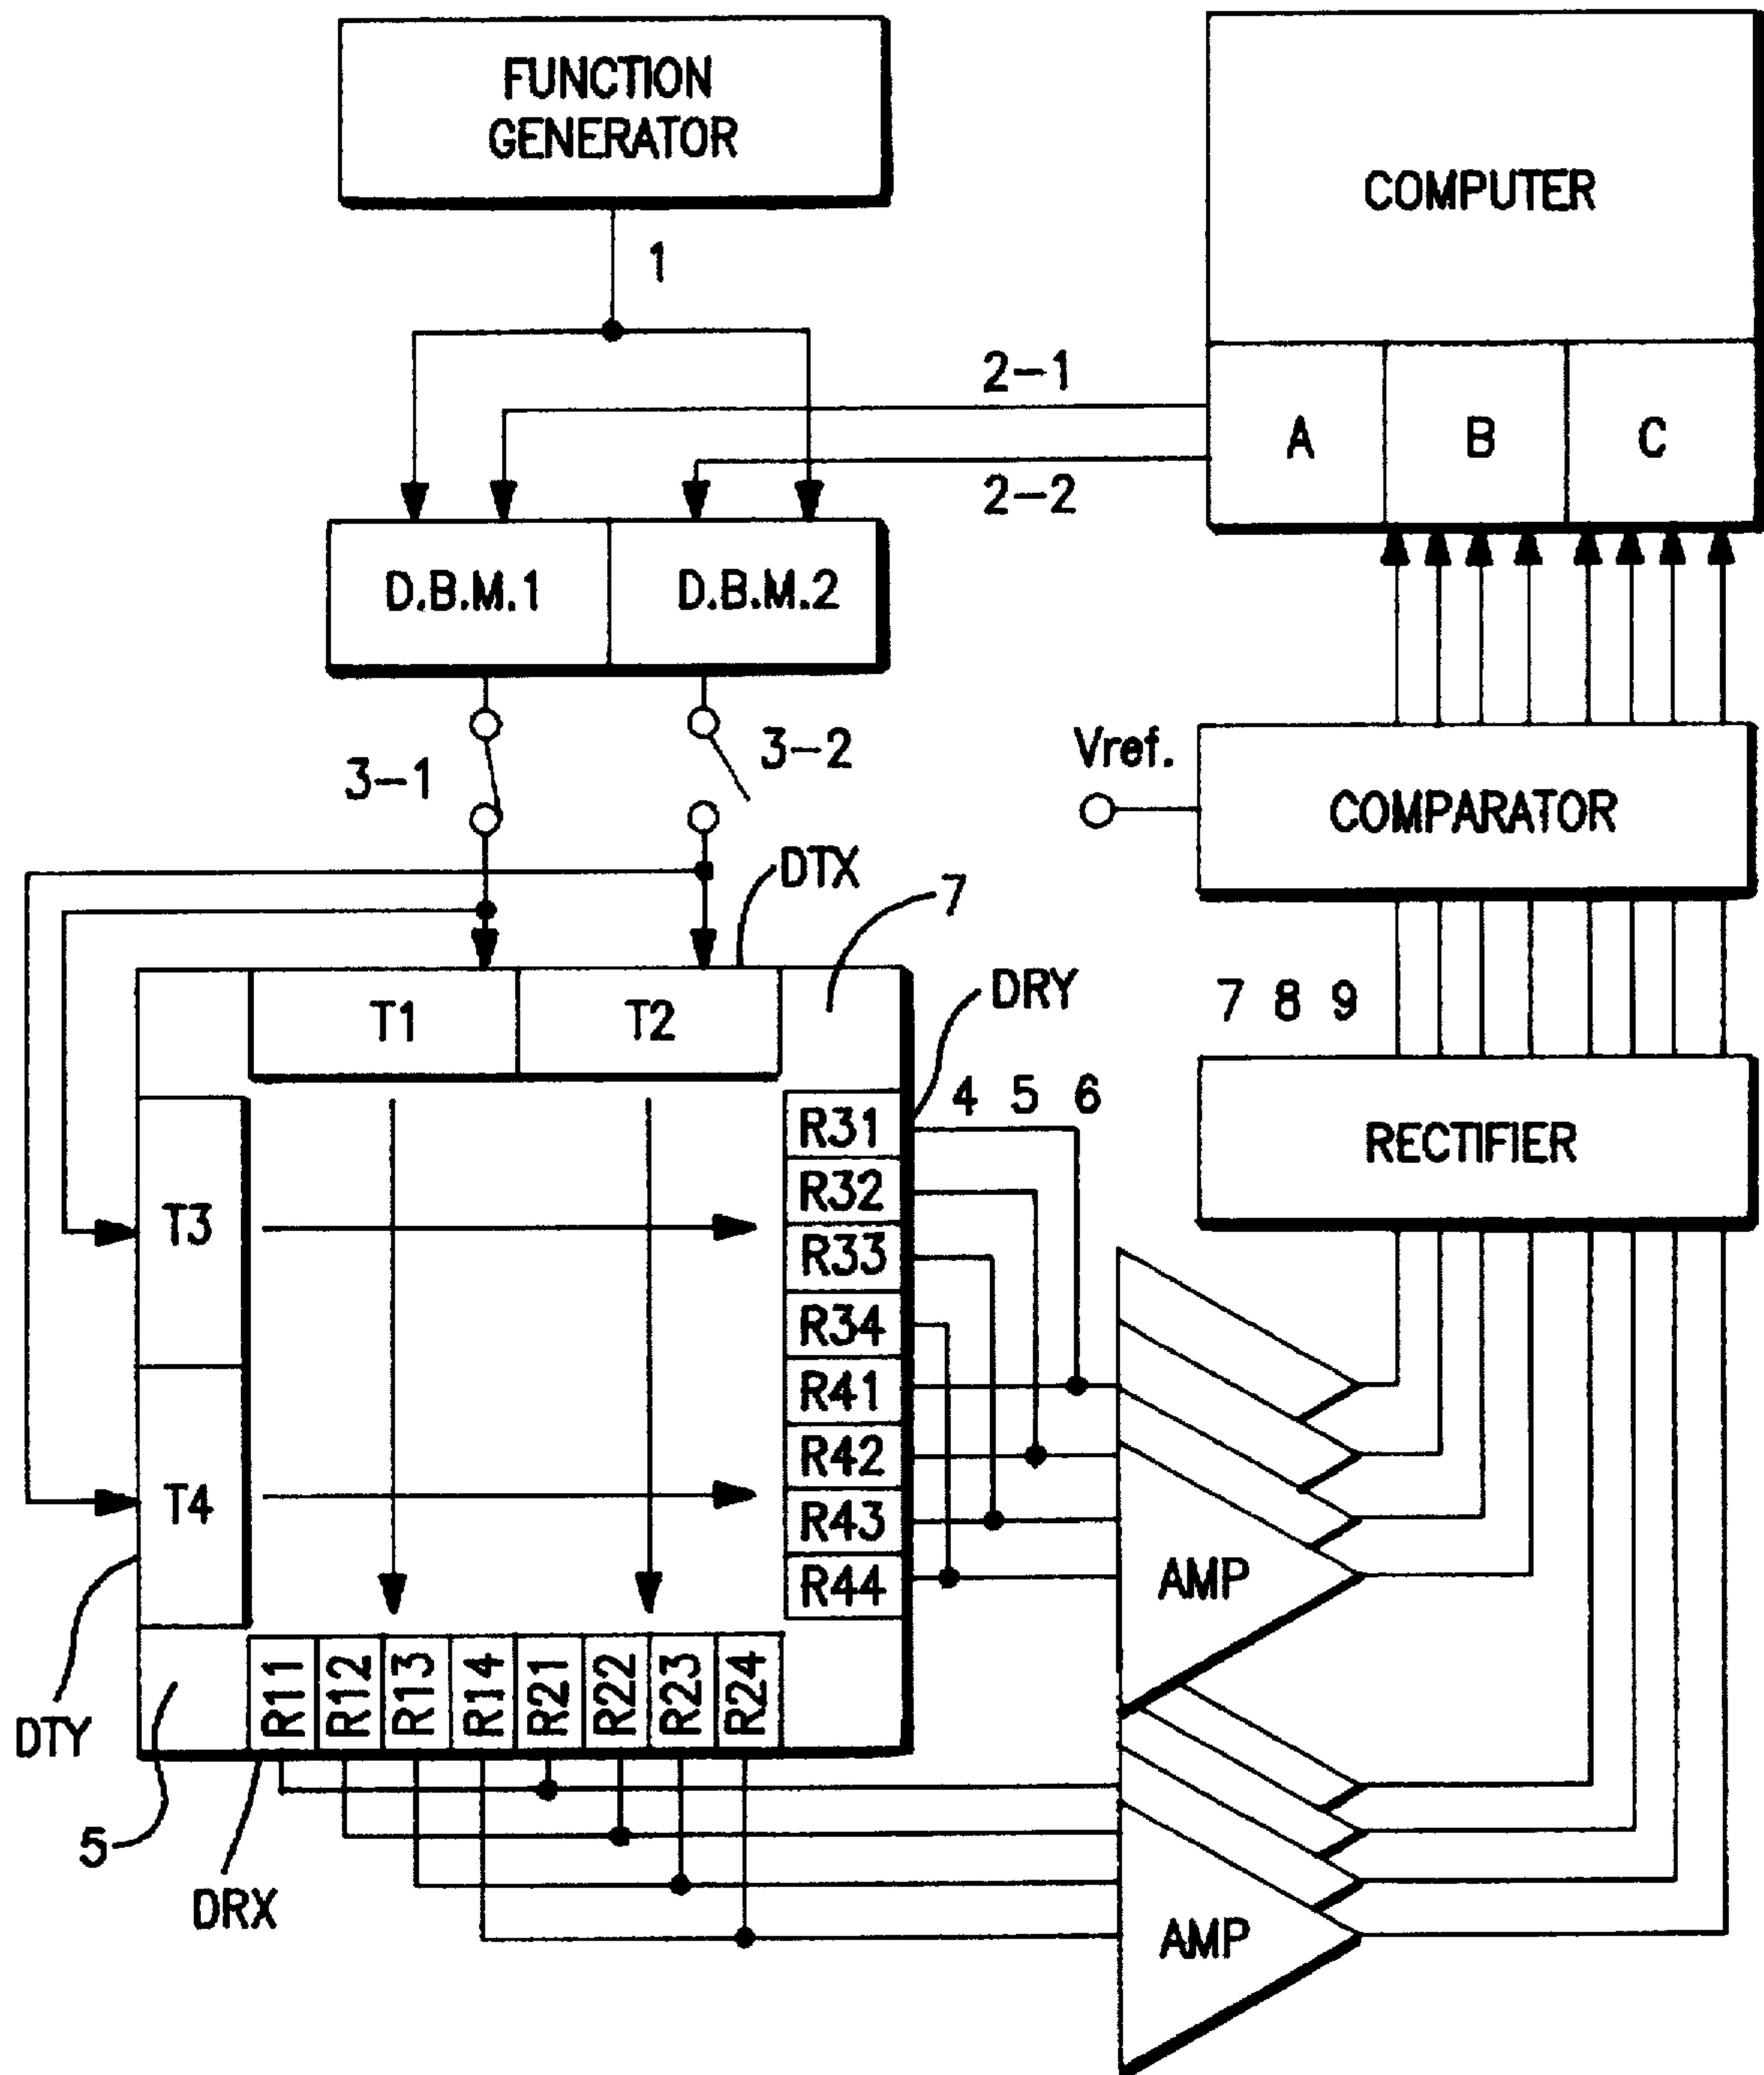 FUNCTION
GENERATOR
COMPUTER
1
2-1
A
B
C
2-2
D.B.M.1
D.B.M.2
3-1
3-2
Vref.
COMPARATOR
DTX
7
DRY
T1
T2
7 8 9
4 5 6
RECTIFIER
T3
T4
R31
R32
R33
R34
R41
R42
R43
R44
AMP
DTY
5
R11
R12
R13
R14
R21
R22
R23
R24
DRX
AMP